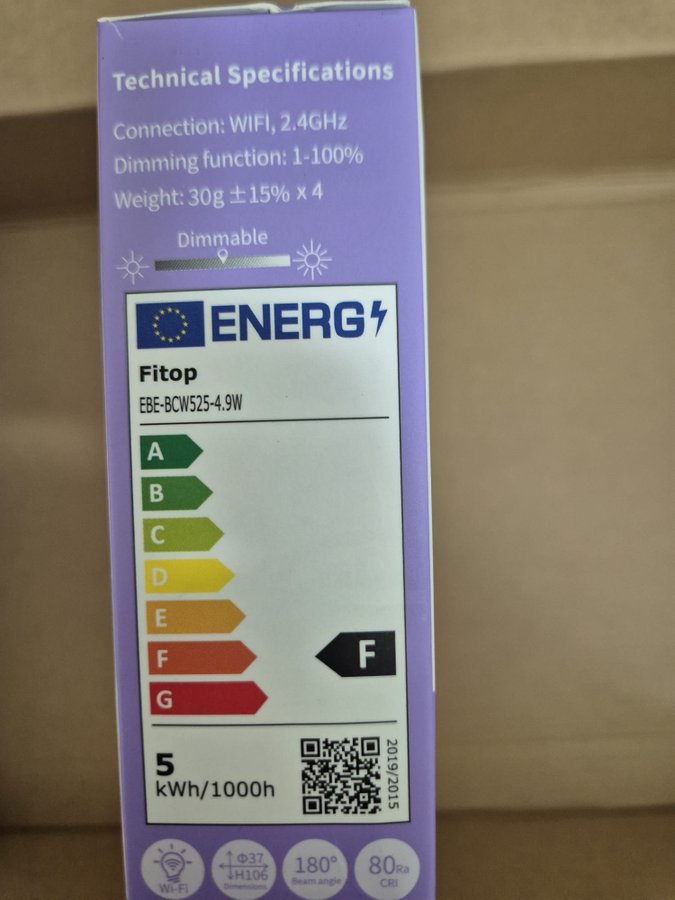 Technical Specifications
Connection: WIFI, 2.4GHz
Dimming function: 1-100%
Weight: 30g ±15% x 4
Dimmable
ENERG
Fitop
EBE-BCW525-4.9W
A
B
C
D
E
F
F
G
5
kWh/1000h
2019/2015
Wi-Fi
Φ37
H106
Dimensions
180°
Beam angle
80Ra
CRI